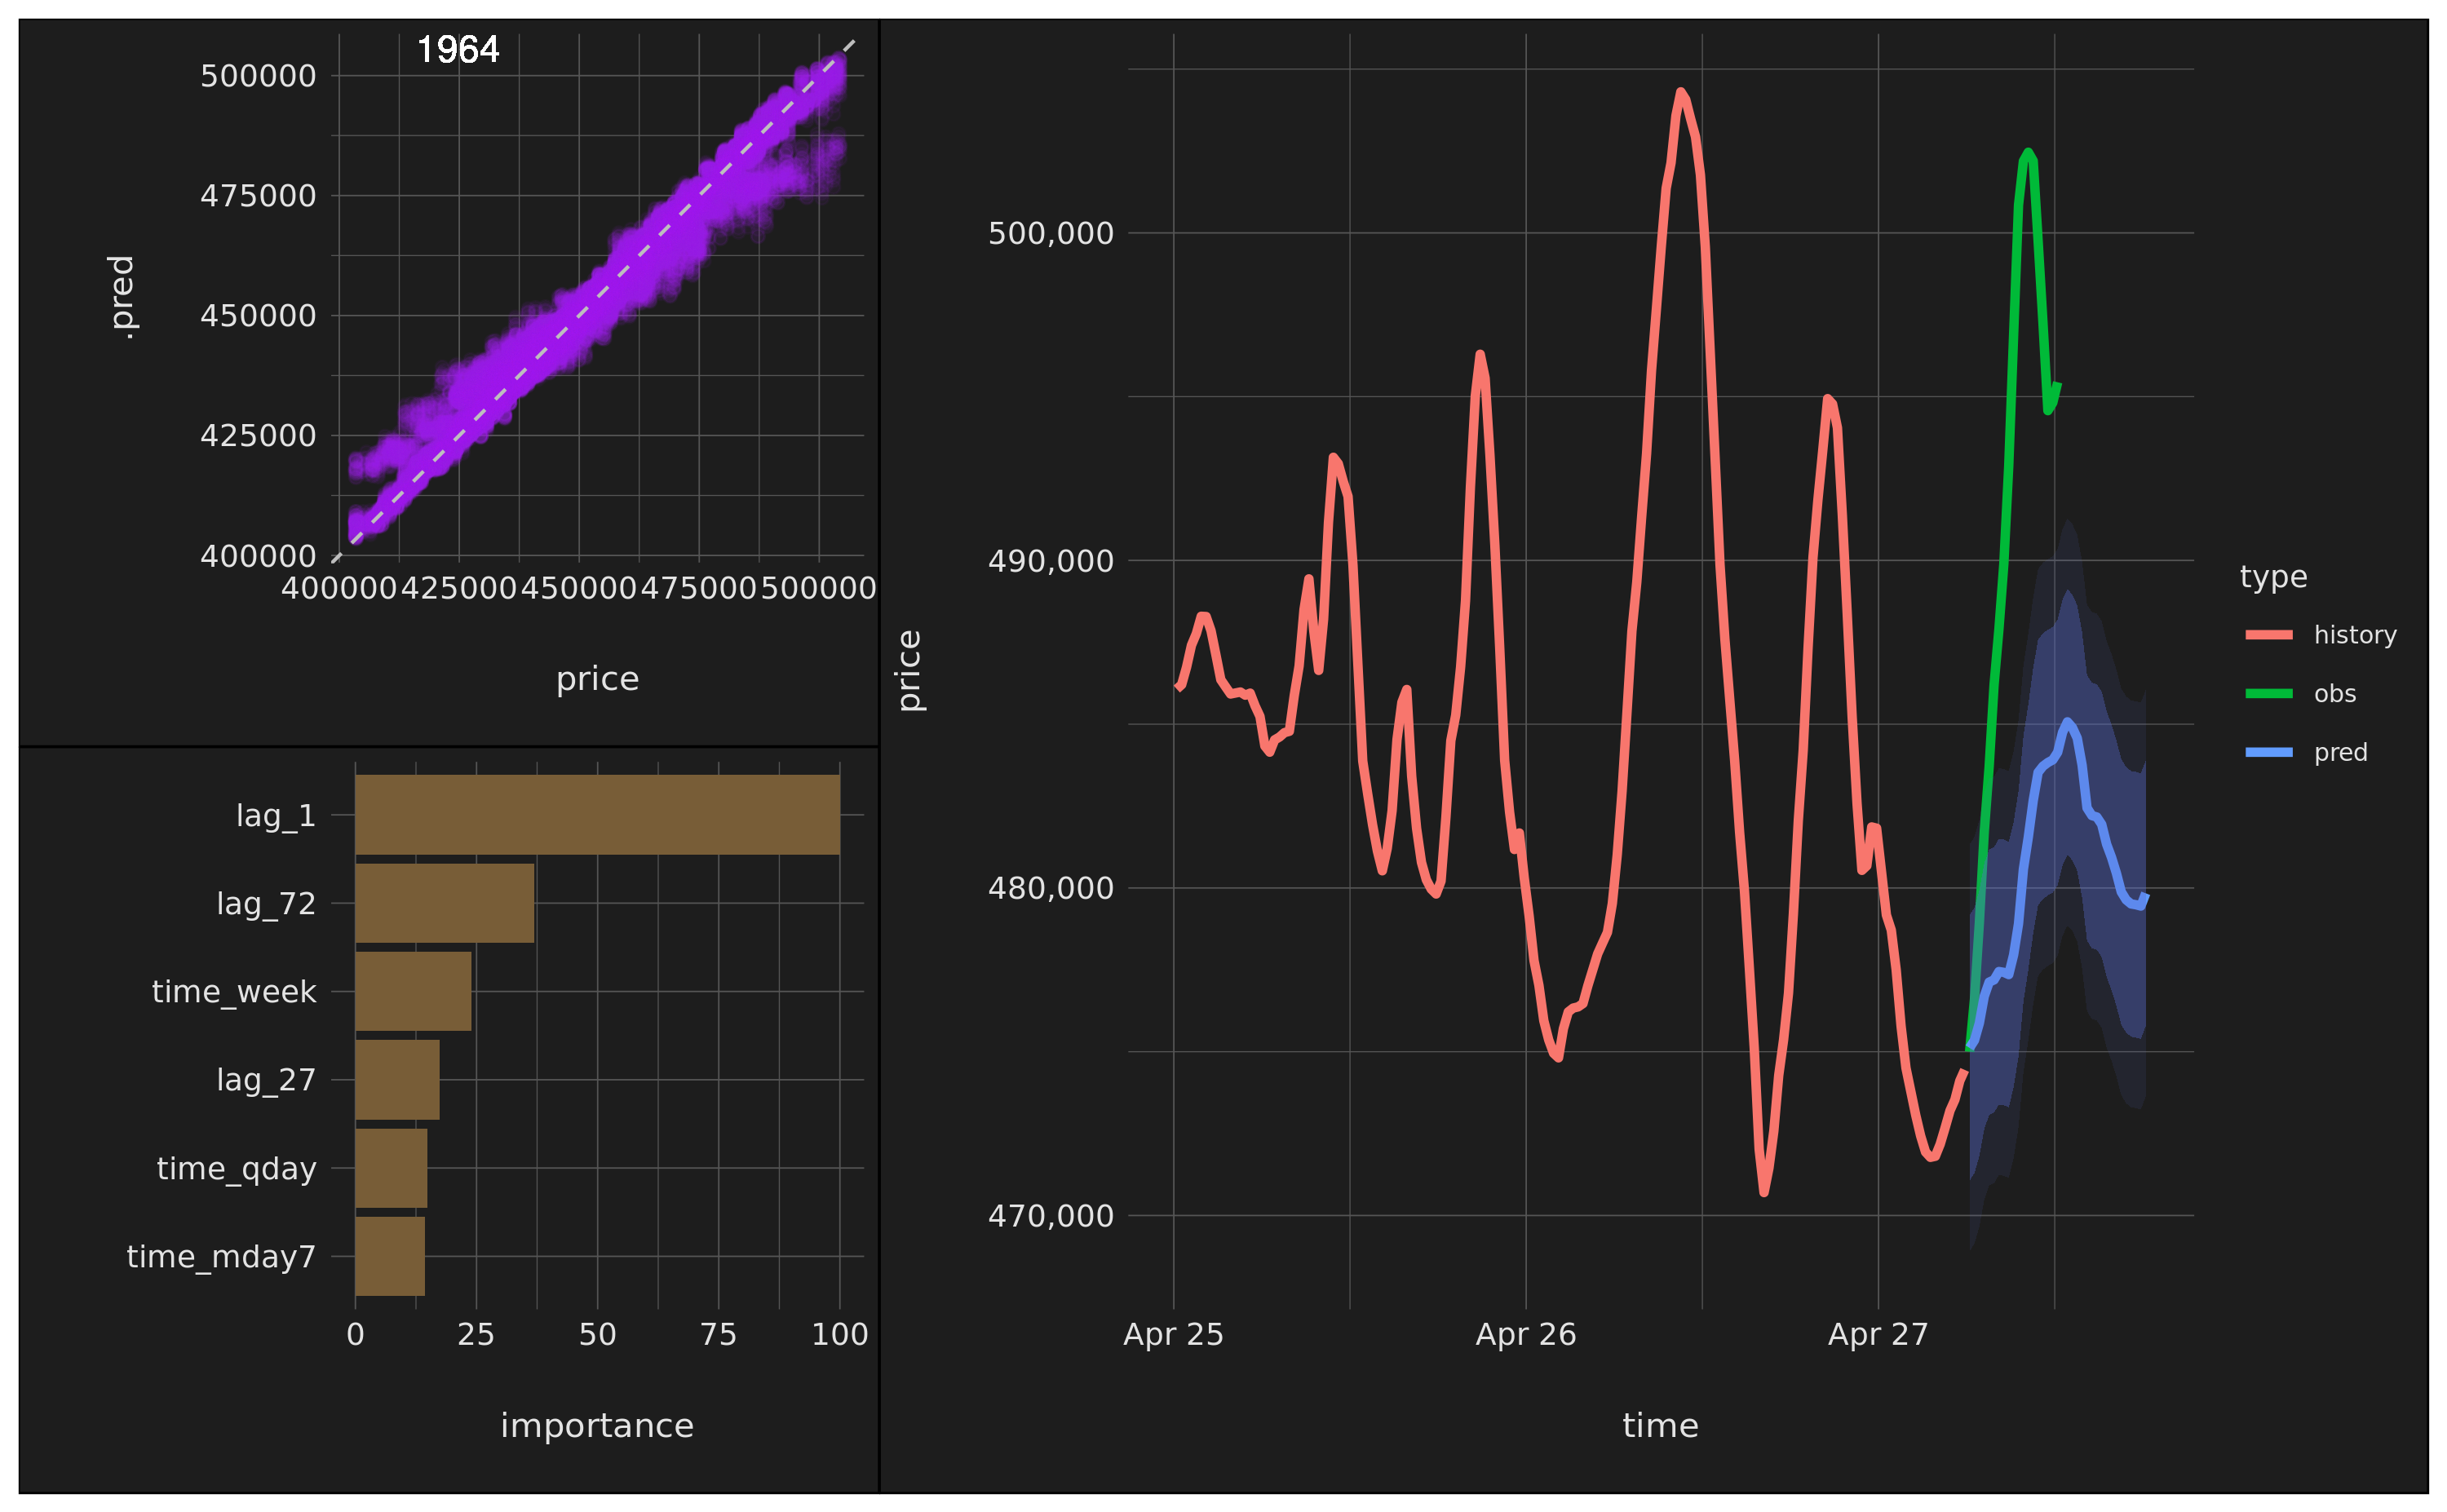 1964
500000
475000
450000
425000
400000
.pred
400000 425000 450000 475000 500000
price
lag_1
lag_72
time_week
lag_27
time_qday
time_mday7
0 25 50 75 100
importance
500,000
490,000
480,000
470,000
price
Apr 25 Apr 26 Apr 27
time
type
history
obs
pred